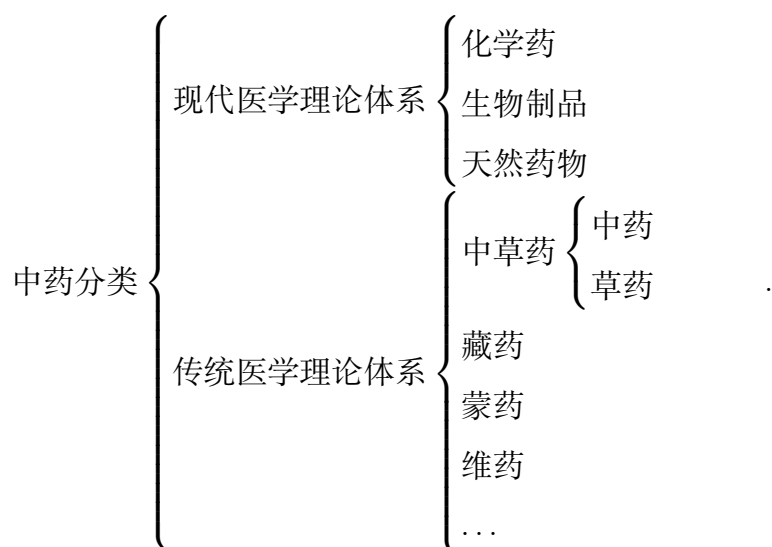 化学药
现代医学理论体系
生物制品
天然药物
中药分类
中草药
中药
草药
.
传统医学理论体系
藏药
蒙药
维药
...